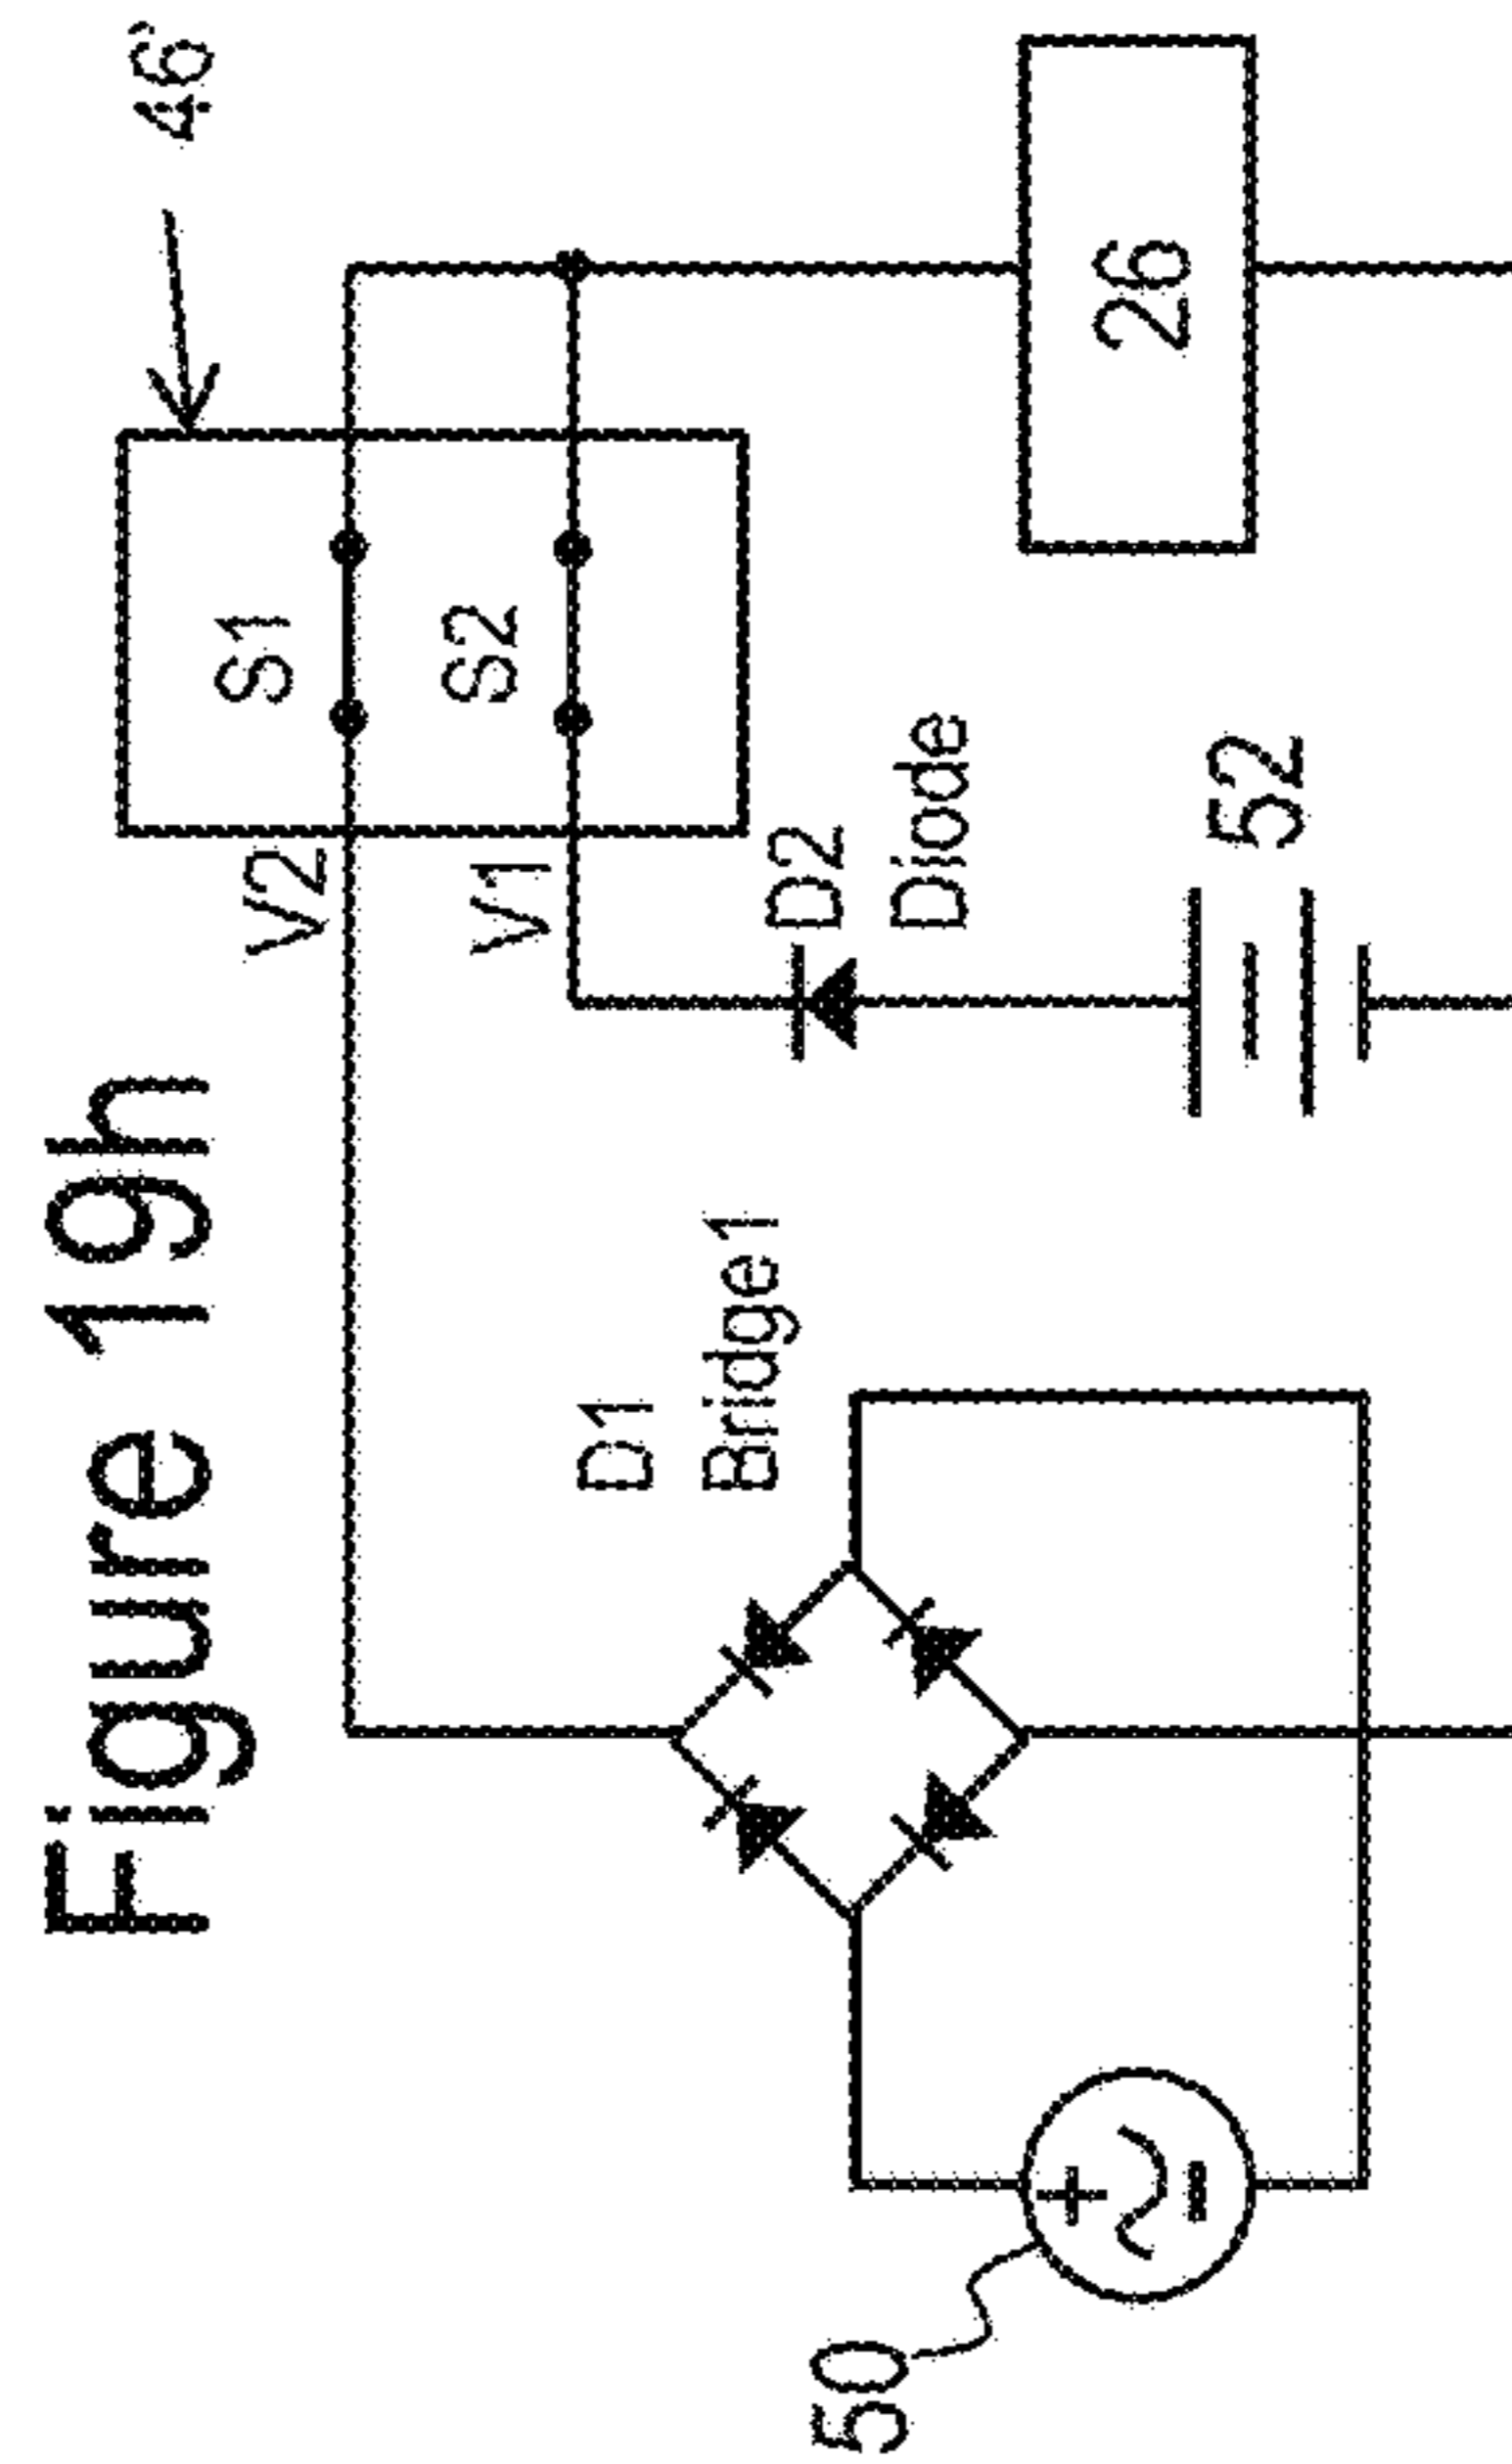 Figure 19h
46'
V2
S1
V1
S2
D1
Bridge1
D2
Diode
50
+
-
52
26